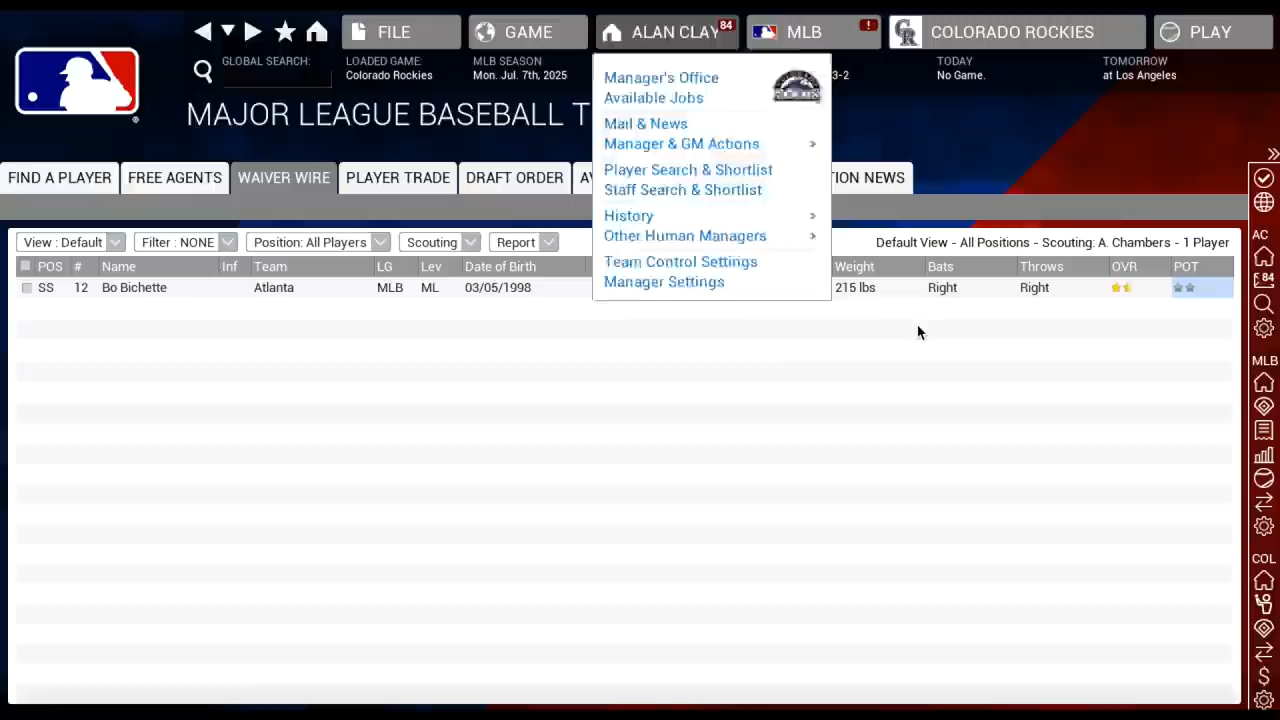 FILE
GAME
ALAN CLAY
84
MLB
!
CR
COLORADO ROCKIES
PLAY
GLOBAL SEARCH:
LOADED GAME:
Colorado Rockies
MLB SEASON
Mon. Jul. 7th, 2025
3-2
TODAY
No Game.
TOMORROW
at Los Angeles
MAJOR LEAGUE BASEBALL T
Manager's Office
Available Jobs
Mail & News
Manager & GM Actions
Player Search & Shortlist
Staff Search & Shortlist
History
Other Human Managers
Team Control Settings
Manager Settings
FIND A PLAYER
FREE AGENTS
WAIVER WIRE
PLAYER TRADE
DRAFT ORDER
AV
ION NEWS
View : Default
Filter : NONE
Position: All Players
Scouting
Report
Default View - All Positions - Scouting: A. Chambers - 1 Player
POS # Name Inf Team LG Lev Date of Birth Weight Bats Throws OVR POT
SS 12 Bo Bichette Atlanta MLB ML 03/05/1998 215 lbs Right Right
AC
84
MLB
COL
$